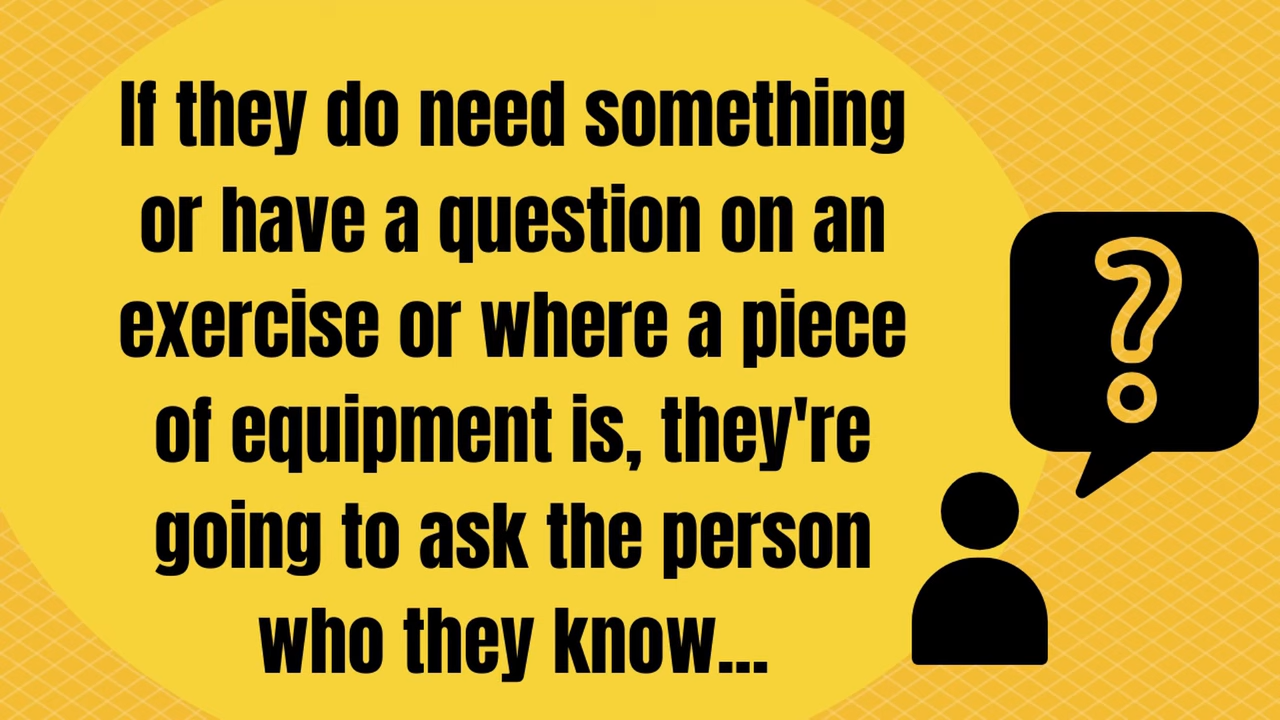 If they do need something
or have a question on an
exercise or where a piece
of equipment is, they're
going to ask the person
who they know...
?